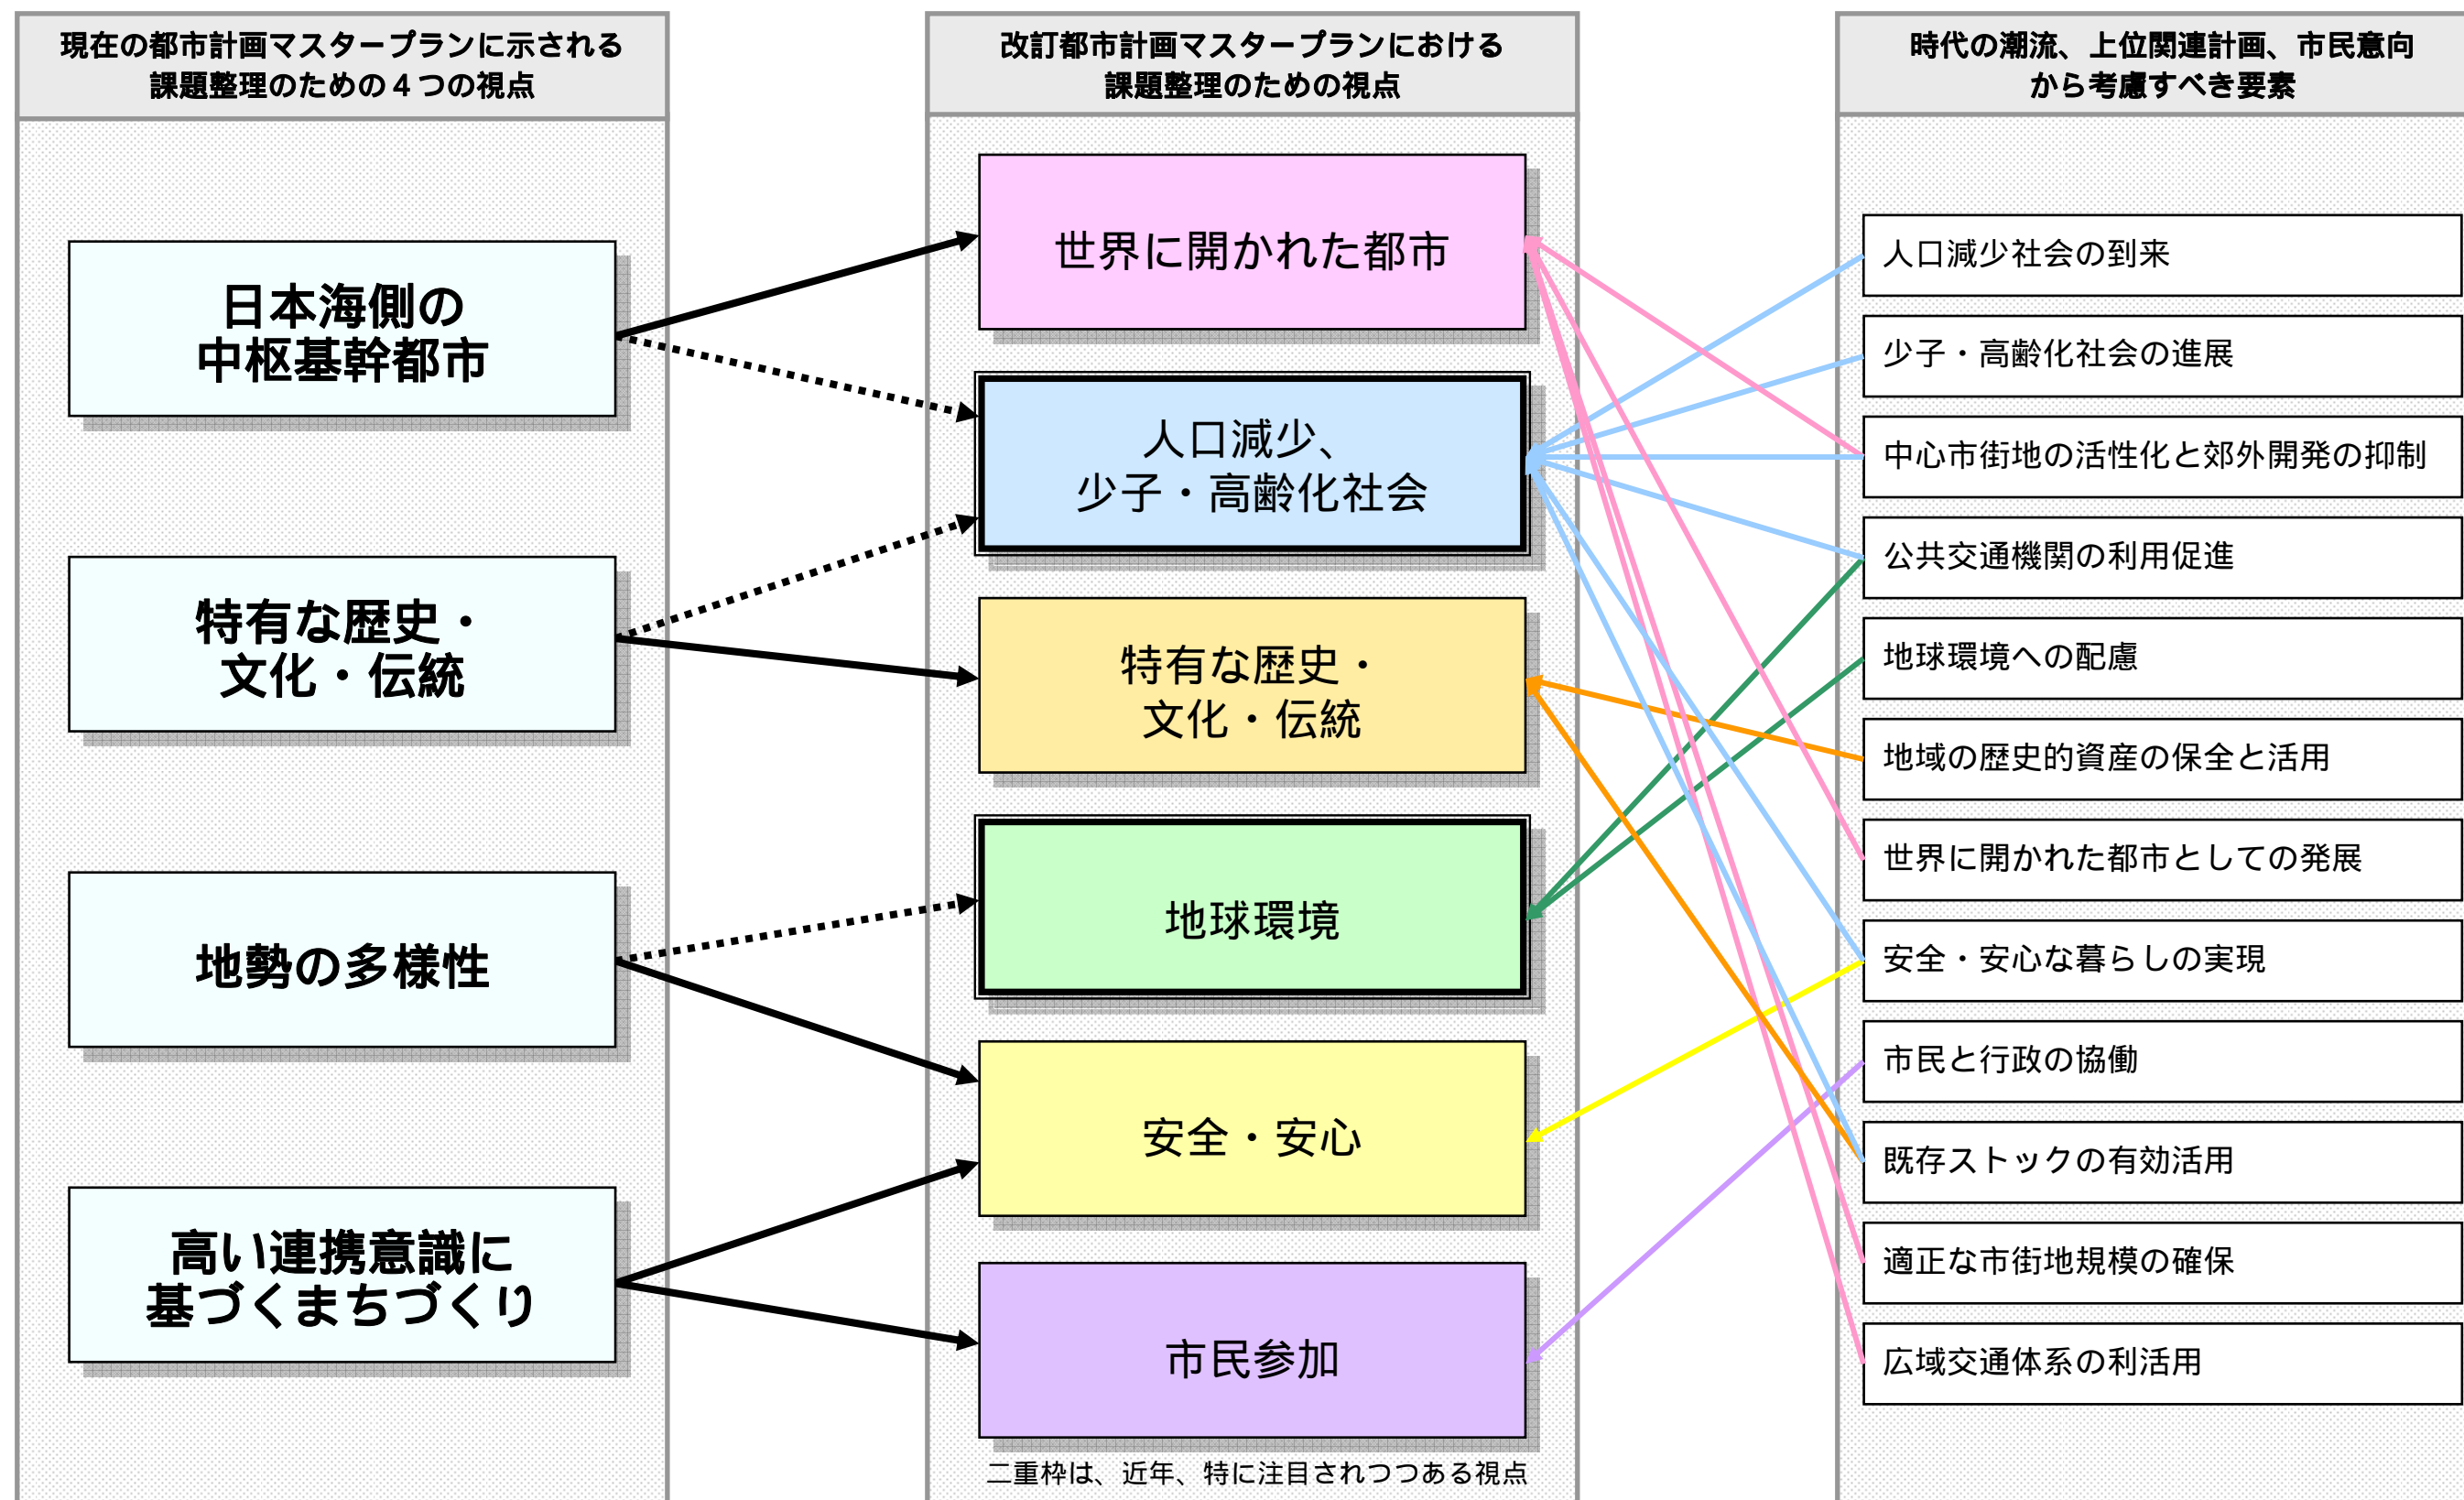 現在の都市計画マスタープランに示される
課題整理のための４つの視点
日本海側の
中枢基幹都市
特有な歴史・
文化・伝統
地勢の多様性
高い連携意識に
基づくまちづくり
改訂都市計画マスタープランにおける
課題整理のための視点
世界に開かれた都市
人口減少、
少子・高齢化社会
特有な歴史・
文化・伝統
地球環境
安全・安心
市民参加
二重枠は、近年、特に注目されつつある視点
時代の潮流、上位関連計画、市民意向
から考慮すべき要素
人口減少社会の到来
少子・高齢化社会の進展
中心市街地の活性化と郊外開発の抑制
公共交通機関の利用促進
地球環境への配慮
地域の歴史的資産の保全と活用
世界に開かれた都市としての発展
安全・安心な暮らしの実現
市民と行政の協働
既存ストックの有効活用
適正な市街地規模の確保
広域交通体系の利活用